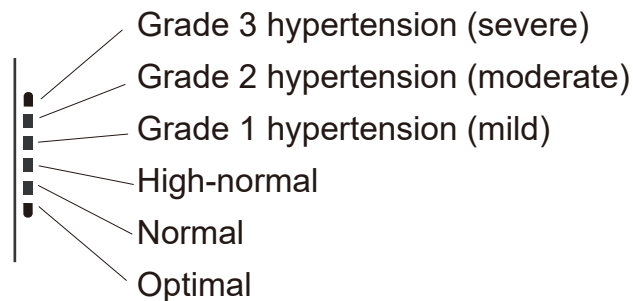 Grade 3 hypertension (severe)
Grade 2 hypertension (moderate)
Grade 1 hypertension (mild)
High-normal
Normal
Optimal